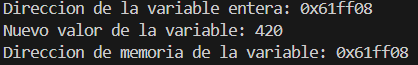 Direccion de la variable entera: 0x61ff08
Nuevo valor de la variable: 420
Direccion de memoria de la variable: 0x61ff08